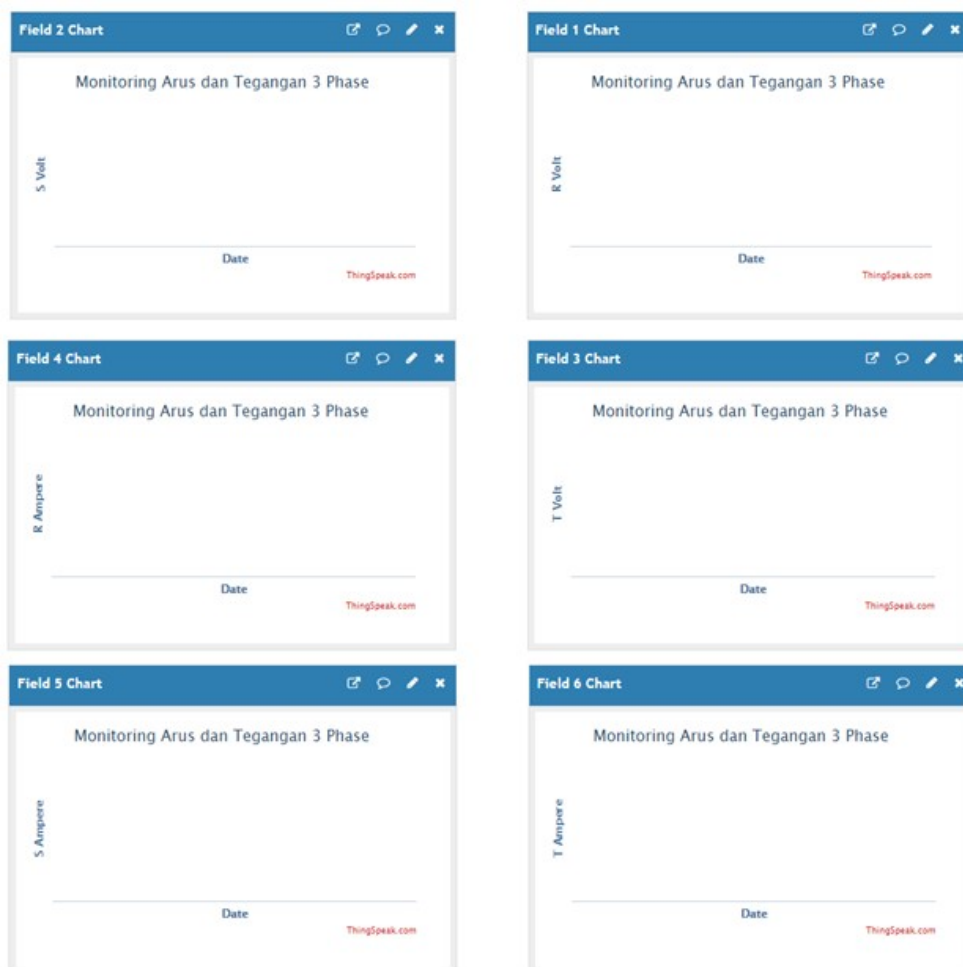 Field 2 Chart
Monitoring Arus dan Tegangan 3 Phase
S Volt
Date
ThingSpeak.com
Field 1 Chart
Monitoring Arus dan Tegangan 3 Phase
R Volt
Date
ThingSpeak.com
Field 4 Chart
Monitoring Arus dan Tegangan 3 Phase
R Ampere
Date
ThingSpeak.com
Field 3 Chart
Monitoring Arus dan Tegangan 3 Phase
T Volt
Date
ThingSpeak.com
Field 5 Chart
Monitoring Arus dan Tegangan 3 Phase
S Ampere
Date
ThingSpeak.com
Field 6 Chart
Monitoring Arus dan Tegangan 3 Phase
T Ampere
Date
ThingSpeak.com